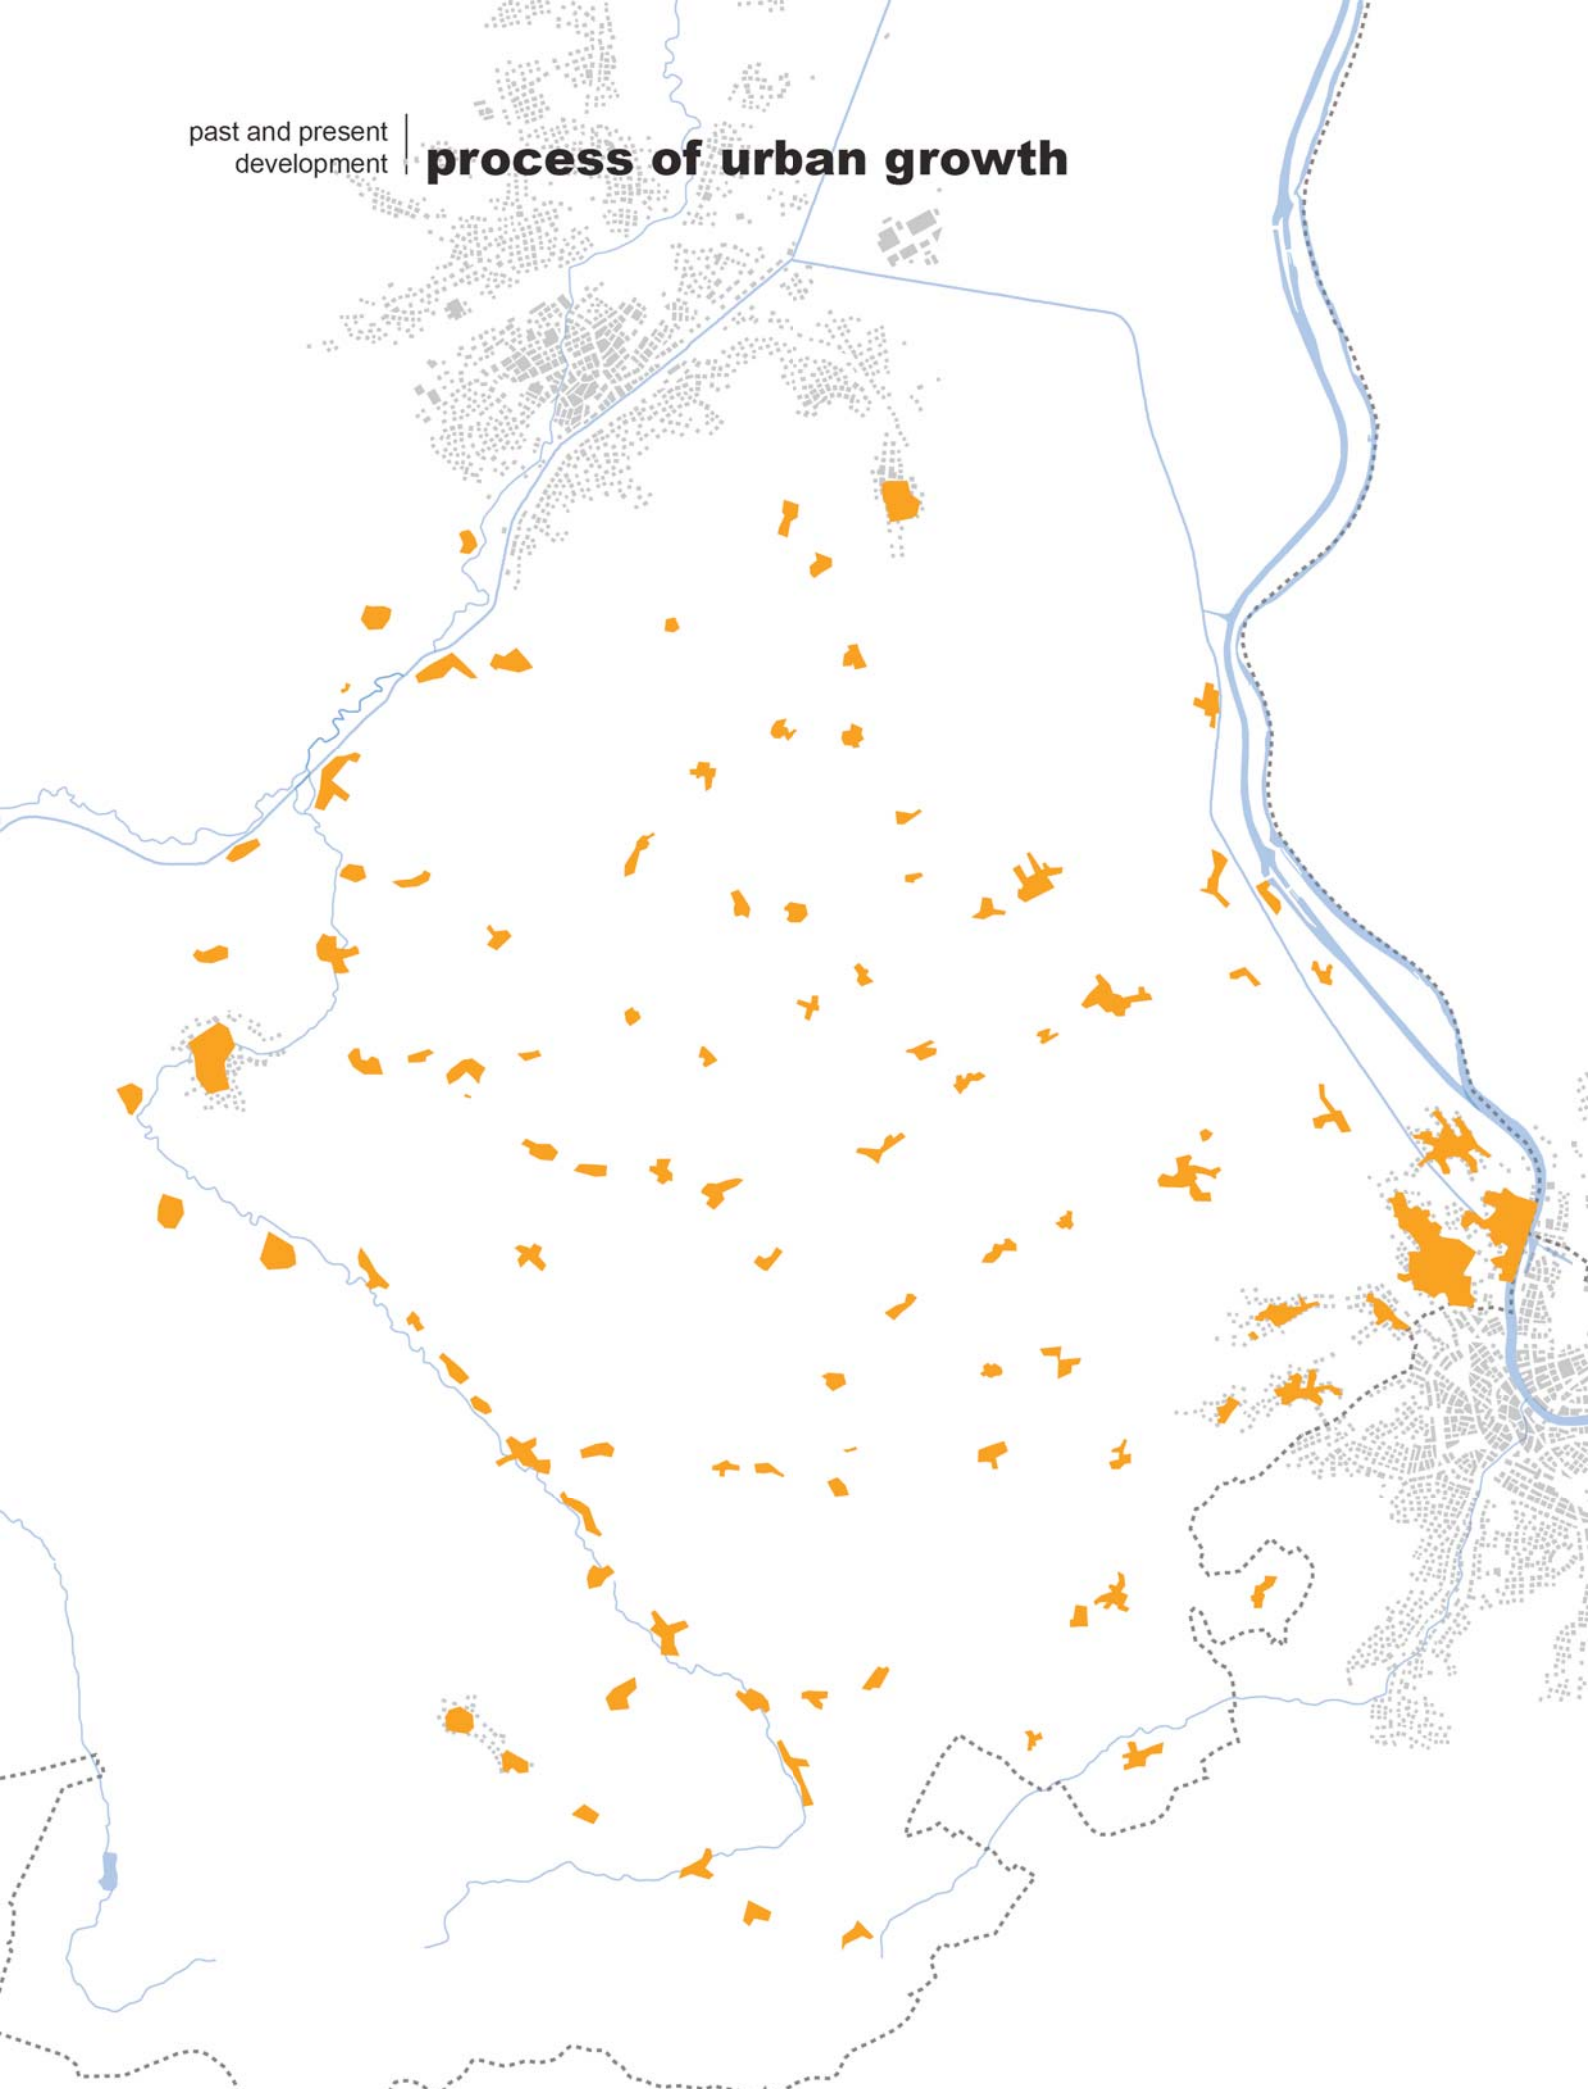 past and present
development
process of urban growth